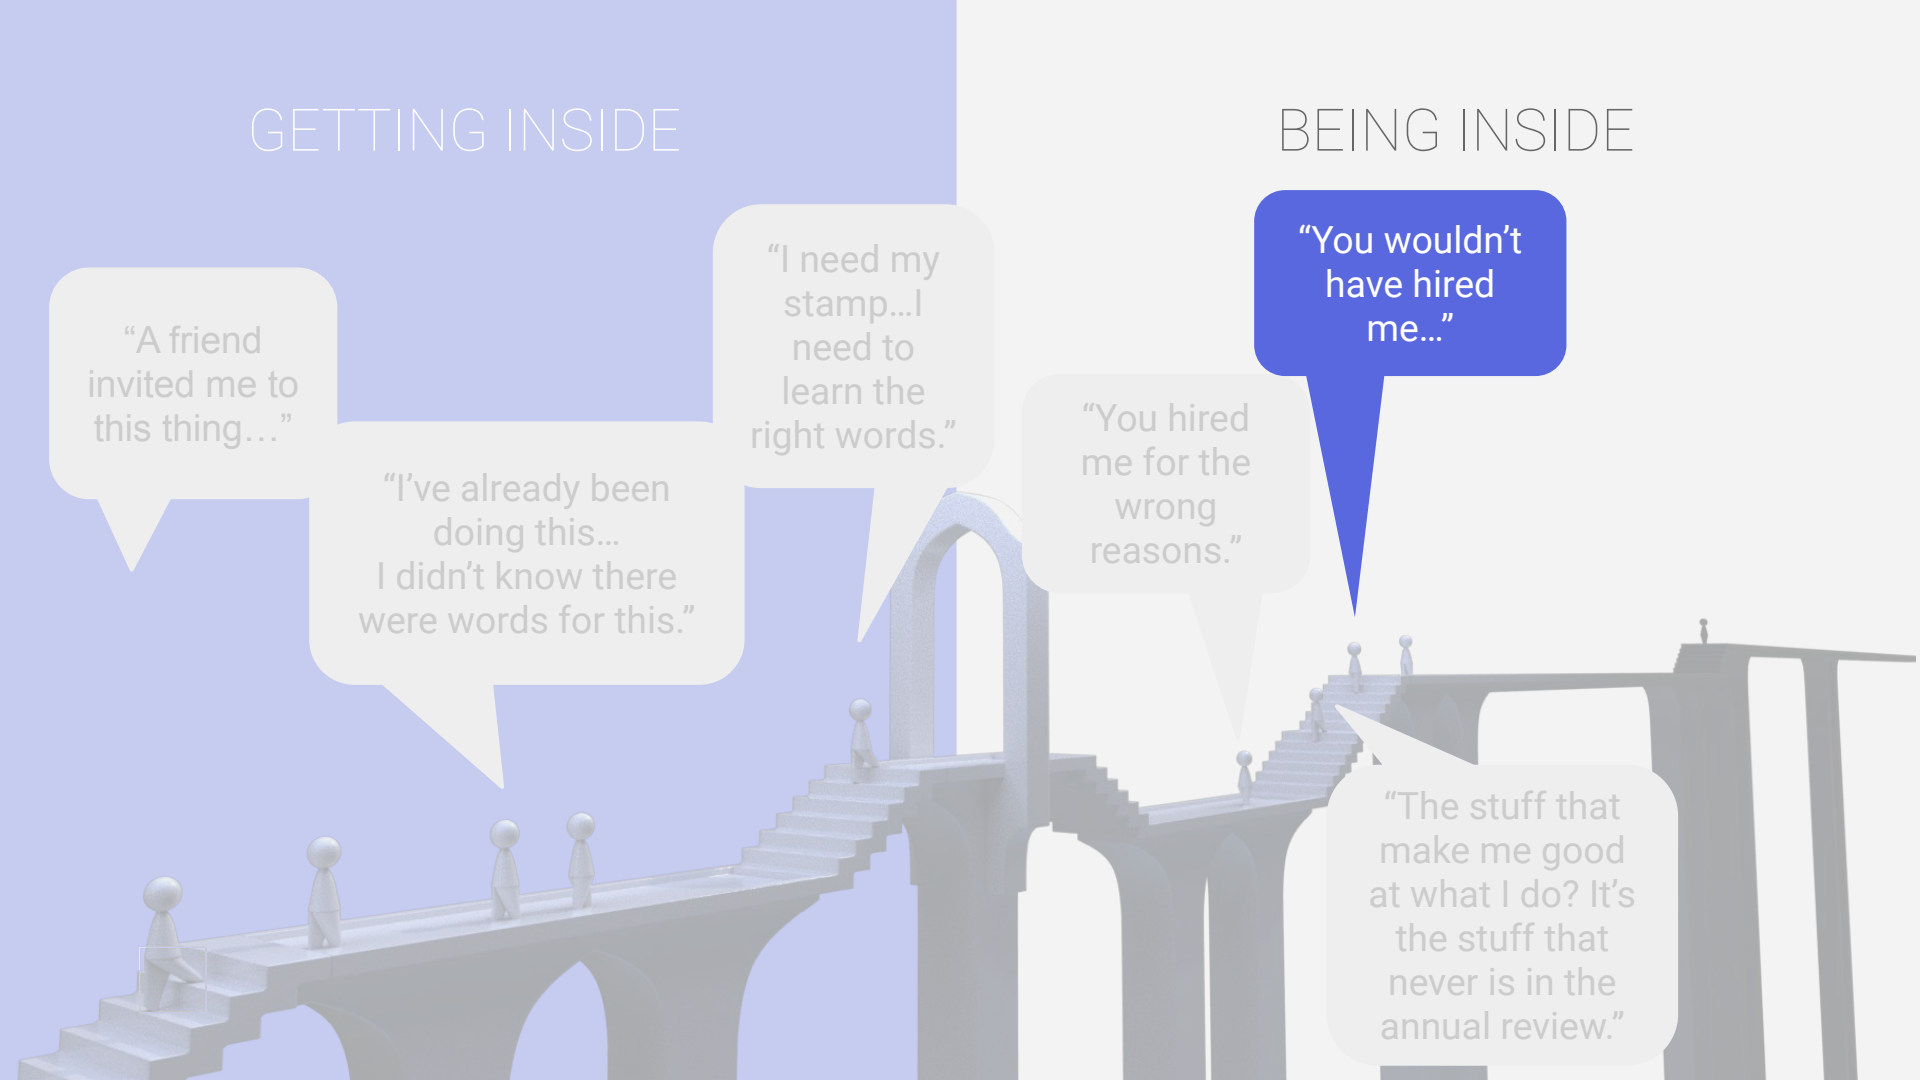 GETTING INSIDE
BEING INSIDE
“A friend
invited me to
this thing…”
“I’ve already been
doing this…
I didn’t know there
were words for this.”
“I need my
stamp…I
need to
learn the
right words.”
“You hired
me for the
wrong
reasons.”
“You wouldn’t
have hired
me…”
“The stuff that
make me good
at what I do? It’s
the stuff that
never is in the
annual review.”